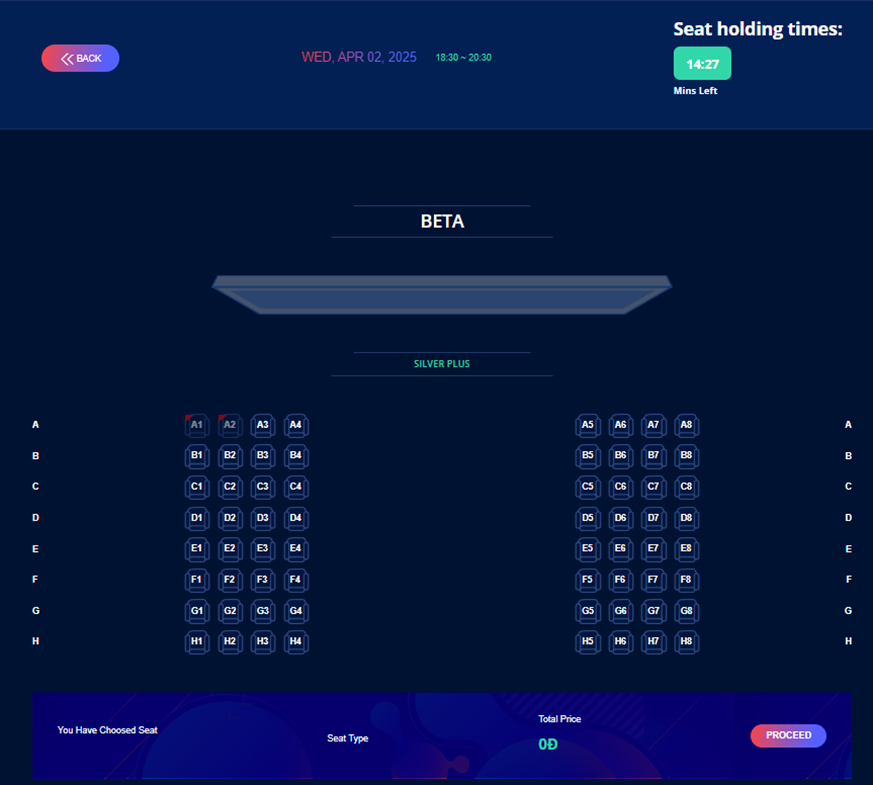 Seat holding times:
BACK
WED, APR 02, 2025 18:30 ~ 20:30
14:27
Mins Left
BETA
SILVER PLUS
A A1 A2 A3 A4 A5 A6 A7 A8 A
B B1 B2 B3 B4 B5 B6 B7 B8 B
C C1 C2 C3 C4 C5 C6 C7 C8 C
D D1 D2 D3 D4 D5 D6 D7 D8 D
E E1 E2 E3 E4 E5 E6 E7 E8 E
F F1 F2 F3 F4 F5 F6 F7 F8 F
G G1 G2 G3 G4 G5 G6 G7 G8 G
H H1 H2 H3 H4 H5 H6 H7 H8 H
You Have Choosed Seat
Seat Type
Total Price
0Đ
PROCEED